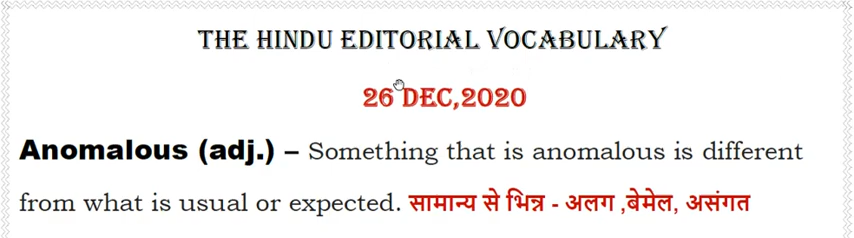 THE HINDU EDITORIAL VOCABULARY
26 DEC,2020
Anomalous (adj.) – Something that is anomalous is different
from what is usual or expected. सामान्य से भिन्न - अलग ,बेमेल, असंगत